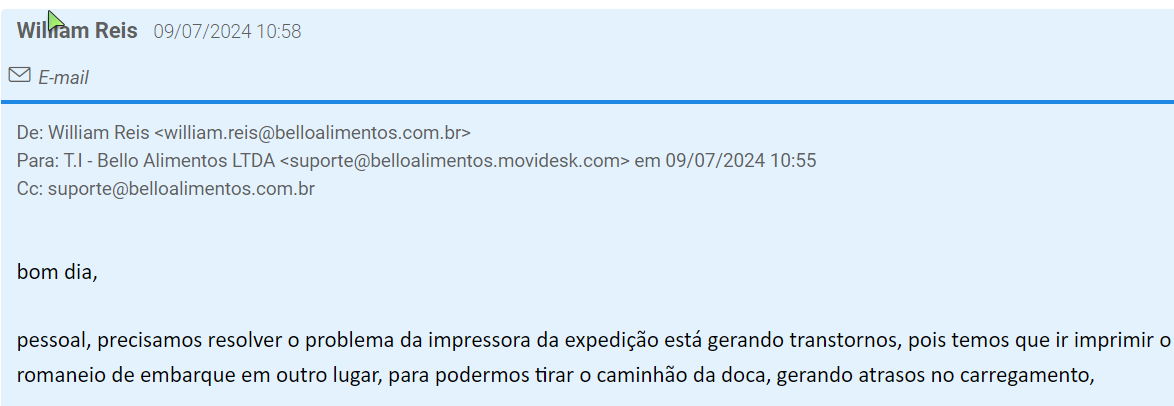 William Reis 09/07/2024 10:58
E-mail
De: William Reis <william.reis@belloalimentos.com.br>
Para: T.I - Bello Alimentos LTDA <suporte@belloalimentos.movidesk.com> em 09/07/2024 10:55
Cc: suporte@belloalimentos.com.br
bom dia,
pessoal, precisamos resolver o problema da impressora da expedição está gerando transtornos, pois temos que ir imprimir o
romaneio de embarque em outro lugar, para podermos tirar o caminhão da doca, gerando atrasos no carregamento,